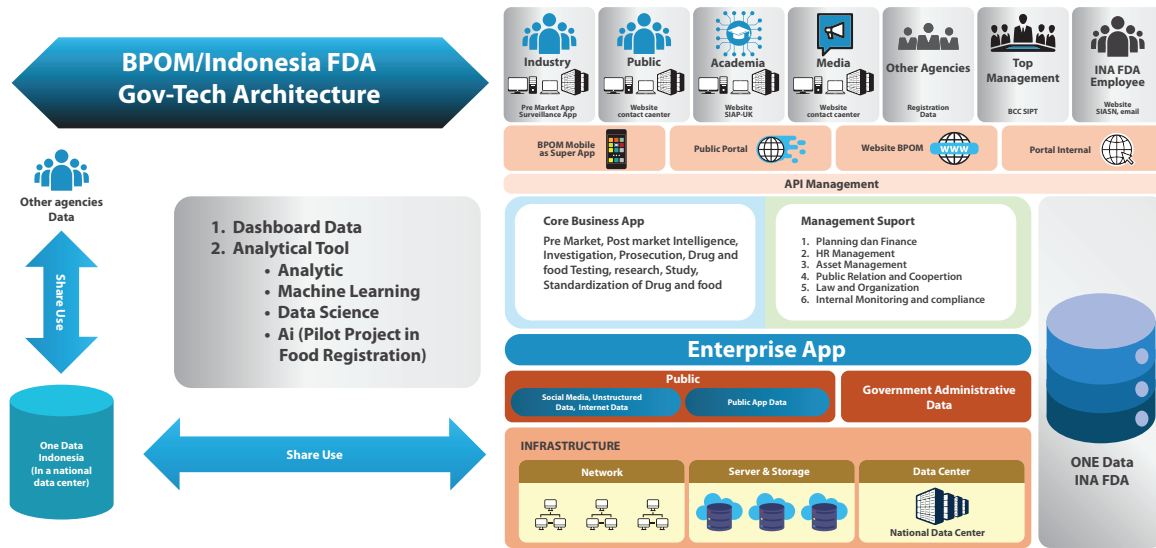 BPOM/Indonesia FDA
Gov-Tech Architecture
Other agencies
Data
Share Use
One Data
Indonesia
(In a national
data center)
1. Dashboard Data
2. Analytical Tool
• Analytic
• Machine Learning
• Data Science
• Ai (Pilot Project in
Food Registration)
Share Use
Industry
Pre Market App
Surveillance App
Public
Website
contact caenter
Academia
Website
SIAP-UK
Media
Website
contact caenter
Other Agencies
Registration
Data
Top
Management
BCC SIPT
INA FDA
Employee
Website
SIASN, email
BPOM Mobile
as Super App
Public Portal
Website BPOM
WWW
Portal Internal
API Management
Core Business App
Pre Market, Post market Intelligence,
Investigation, Prosecution, Drug and
food Testing, research, Study,
Standardization of Drug and food
Management Suport
1. Planning dan Finance
2. HR Management
3. Asset Management
4. Public Relation and Coopertion
5. Law and Organization
6. Internal Monitoring and compliance
Enterprise App
Public
Social Media, Unstructured
Data, Internet Data
Public App Data
Government Administrative
Data
INFRASTRUCTURE
Network
Server & Storage
Data Center
National Data Center
ONE Data
INA FDA